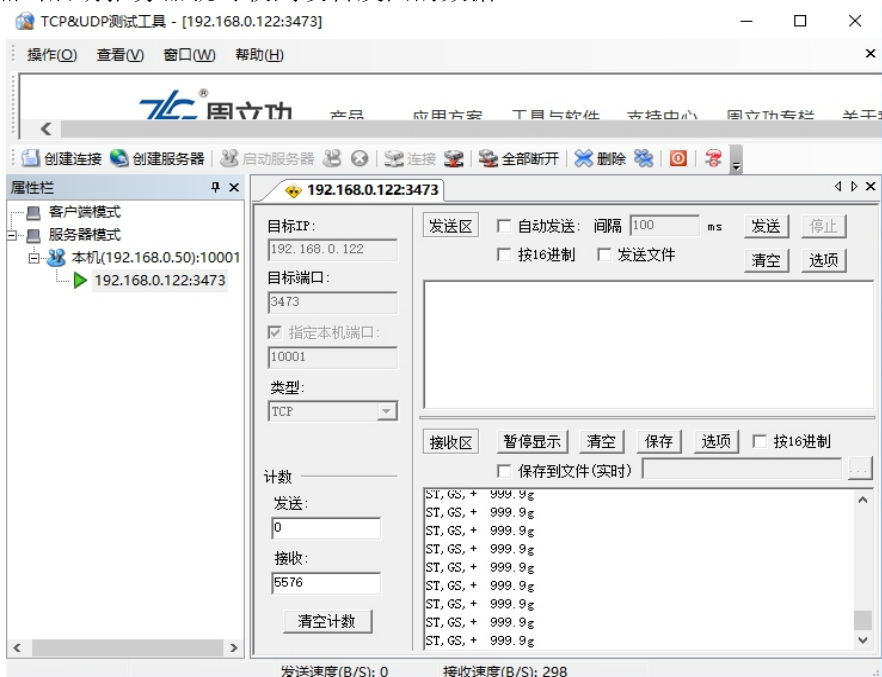 TCP&UDP测试工具 - [192.168.0.122:3473]
操作(O) 查看(V) 窗口(W) 帮助(H)
周立功® 产品 应用方案 工具与软件 支持中心 周立功专栏
创建连接 创建服务器 启动服务器 连接 全部断开 删除
属性栏
客户端模式
服务器模式
本机(192.168.0.50):10001
192.168.0.122:3473
192.168.0.122:3473
目标IP:
192.168.0.122
目标端口:
3473
指定本机端口:
10001
类型:
TCP
计数
发送:
0
接收:
5576
清空计数
发送区 自动发送: 间隔 100 ms 发送 停止
按16进制 发送文件 清空 选项
接收区 暂停显示 清空 保存 选项 按16进制
保存到文件(实时) ...
ST,GS,+ 999.9g
ST,GS,+ 999.9g
ST,GS,+ 999.9g
ST,GS,+ 999.9g
ST,GS,+ 999.9g
ST,GS,+ 999.9g
ST,GS,+ 999.9g
ST,GS,+ 999.9g
ST,GS,+ 999.9g
发送速度(B/S): 0 接收速度(B/S): 298